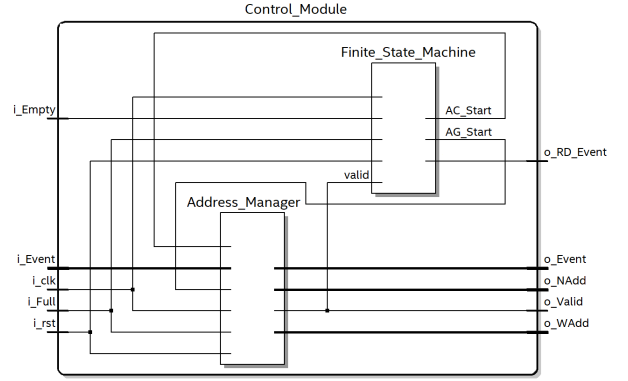 Control_Module
Finite_State_Machine
i_Empty
AC_Start
AG_Start
o_RD_Event
valid
Address_Manager
i_Event
o_Event
i_clk
o_NAdd
i_Full
o_Valid
i_rst
o_WAdd